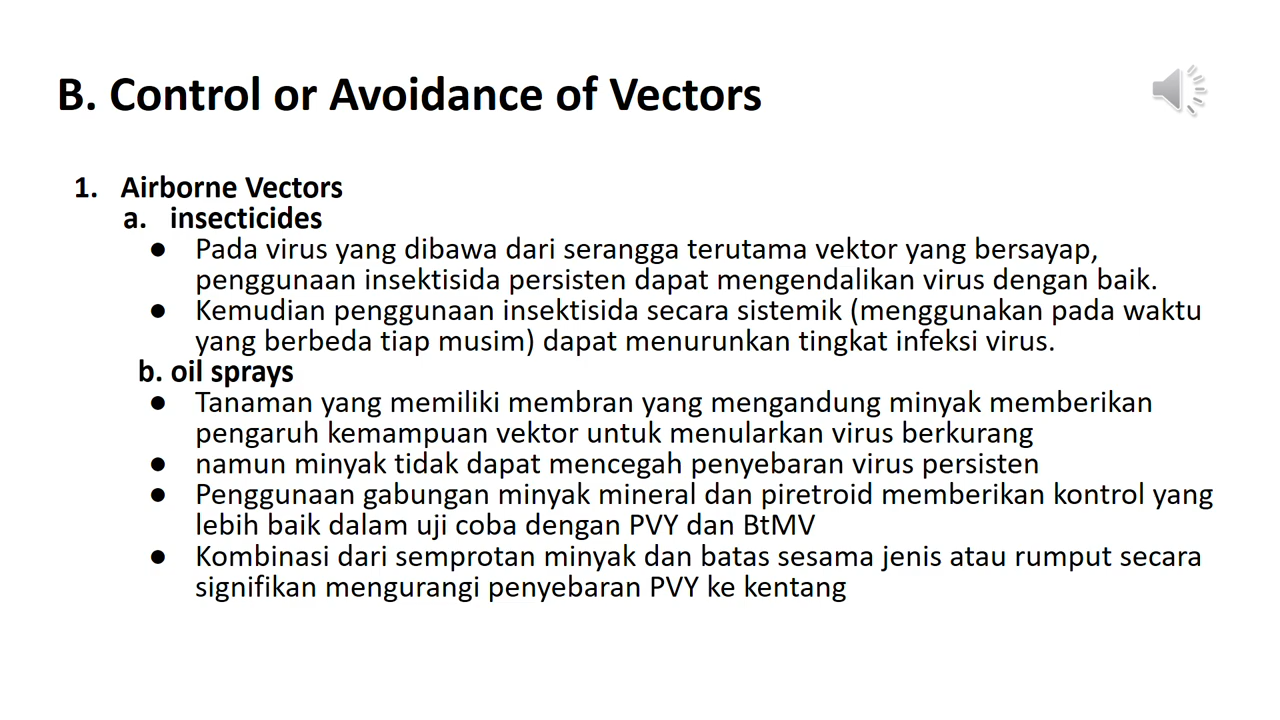 B. Control or Avoidance of Vectors
1. Airborne Vectors
a. insecticides
● Pada virus yang dibawa dari serangga terutama vektor yang bersayap,
penggunaan insektisida persisten dapat mengendalikan virus dengan baik.
● Kemudian penggunaan insektisida secara sistemik (menggunakan pada waktu
yang berbeda tiap musim) dapat menurunkan tingkat infeksi virus.
b. oil sprays
● Tanaman yang memiliki membran yang mengandung minyak memberikan
pengaruh kemampuan vektor untuk menularkan virus berkurang
● namun minyak tidak dapat mencegah penyebaran virus persisten
● Penggunaan gabungan minyak mineral dan piretroid memberikan kontrol yang
lebih baik dalam uji coba dengan PVY dan BtMV
● Kombinasi dari semprotan minyak dan batas sesama jenis atau rumput secara
signifikan mengurangi penyebaran PVY ke kentang